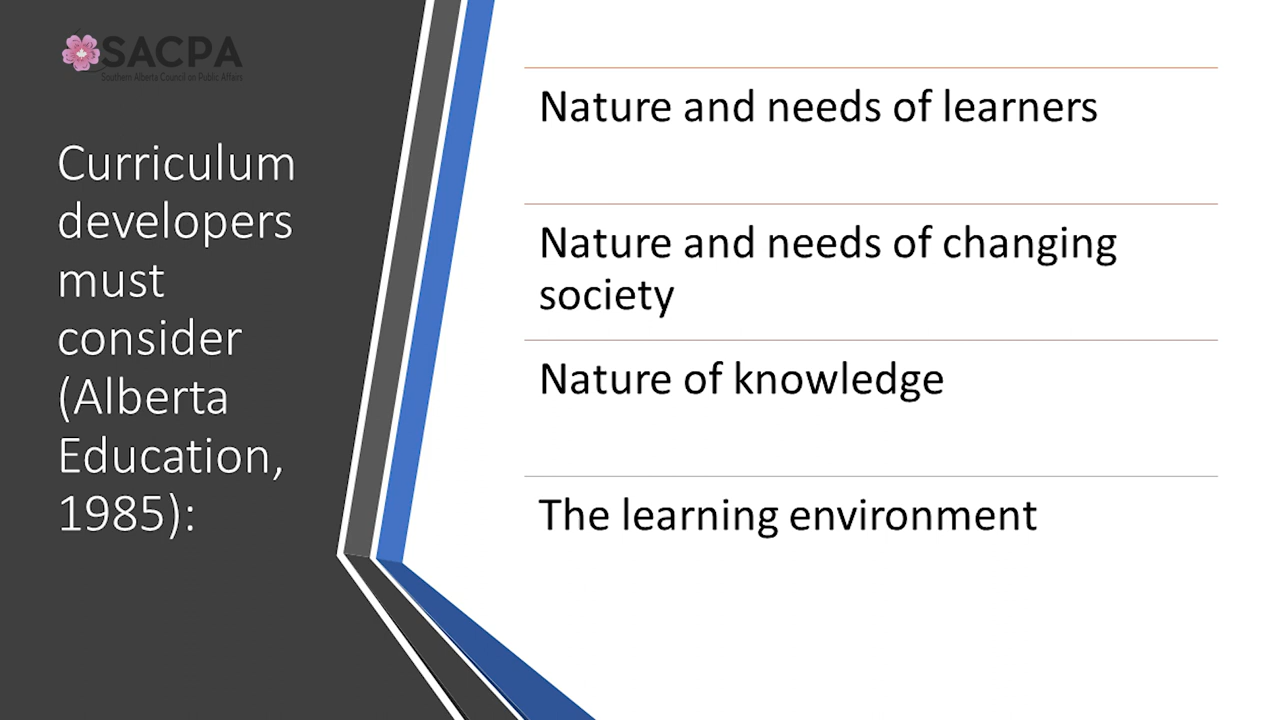 SACPA
Southern Alberta Council on Public Affairs
Curriculum
developers
must
consider
(Alberta
Education,
1985):
Nature and needs of learners
Nature and needs of changing
society
Nature of knowledge
The learning environment